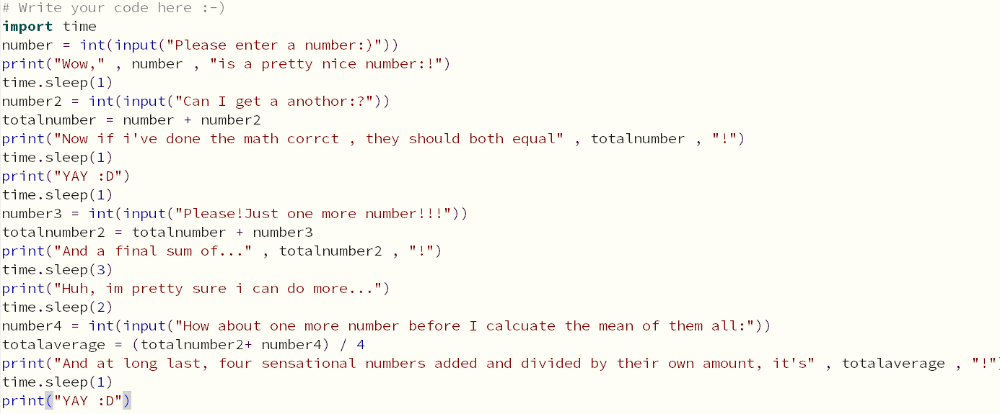 # Write your code here :-)
import time
number = int(input("Please enter a number:)"))
print("Wow," , number , "is a pretty nice number:!")
time.sleep(1)
number2 = int(input("Can I get a anothor:?"))
totalnumber = number + number2
print("Now if i've done the math corrct , they should both equal" , totalnumber , "!")
time.sleep(1)
print("YAY :D")
time.sleep(1)
number3 = int(input("Please!Just one more number!!!"))
totalnumber2 = totalnumber + number3
print("And a final sum of..." , totalnumber2 , "!")
time.sleep(3)
print("Huh, im pretty sure i can do more...")
time.sleep(2)
number4 = int(input("How about one more number before I calcuate the mean of them all:"))
totalaverage = (totalnumber2+ number4) / 4
print("And at long last, four sensational numbers added and divided by their own amount, it's" , totalaverage , "!")
time.sleep(1)
print("YAY :D")